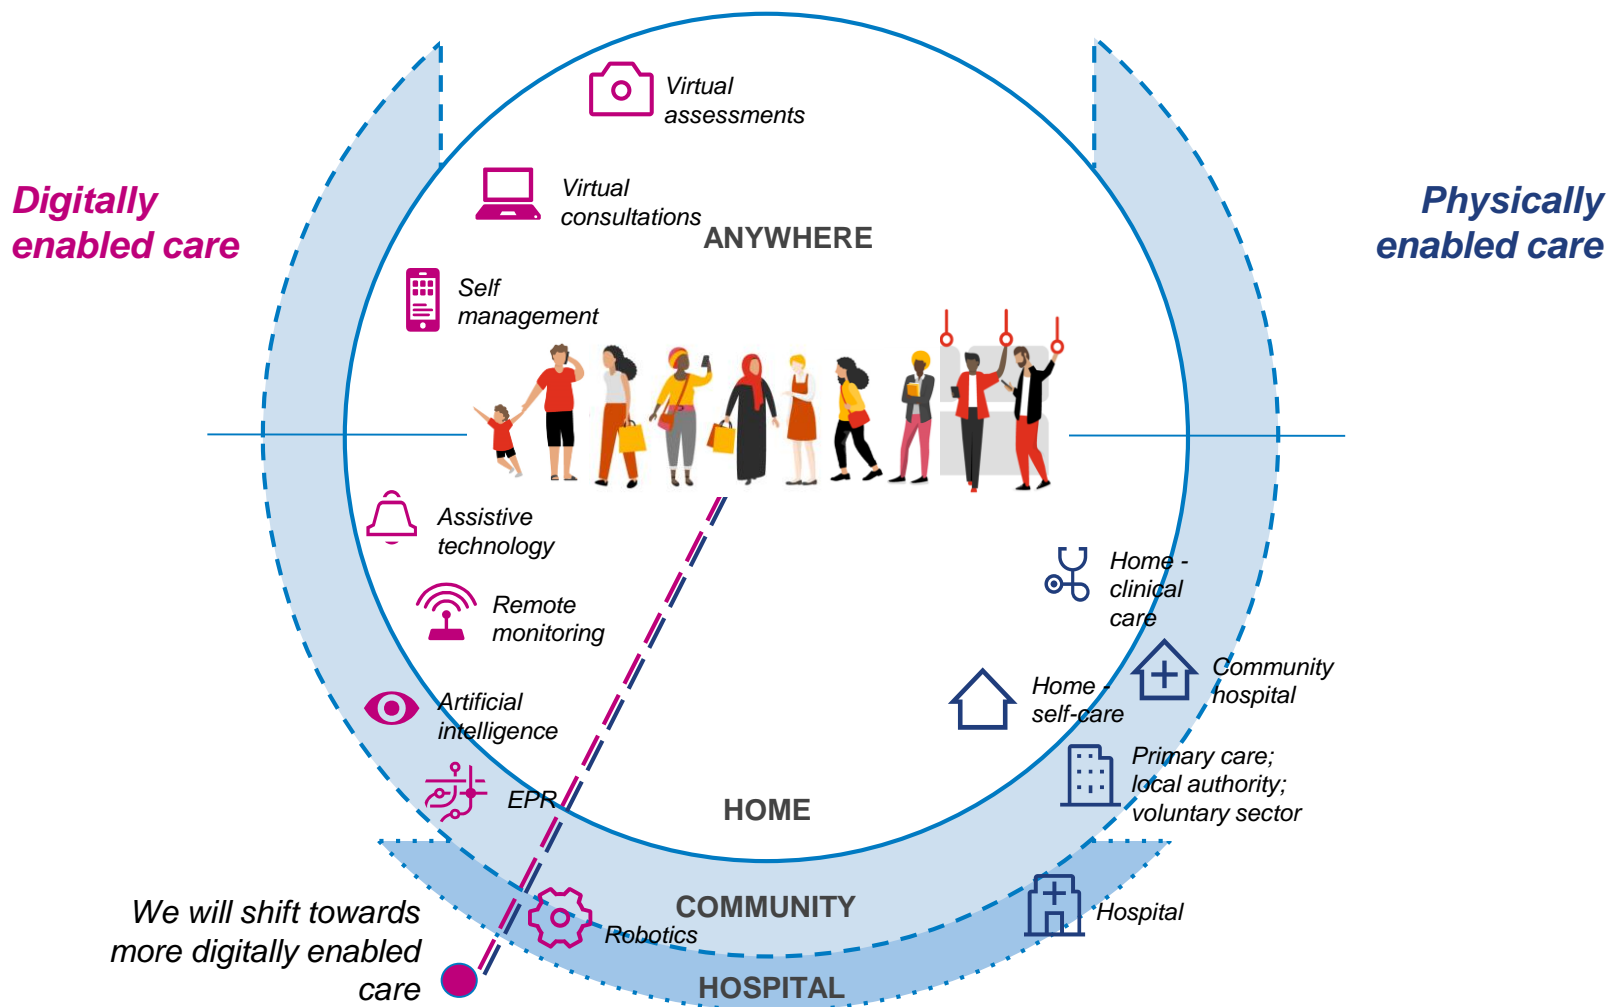 Virtual
assessments
Digitally
enabled care
Virtual
consultations
Physically
enabled care
ANYWHERE
Self
management
Assistive
technology
Home -
clinical
care
Remote
monitoring
Community
hospital
Home -
self-care
Artificial
intelligence
Primary care;
local authority;
voluntary sector
EPR
HOME
We will shift towards
more digitally enabled
care
COMMUNITY
Hospital
Robotics
HOSPITAL